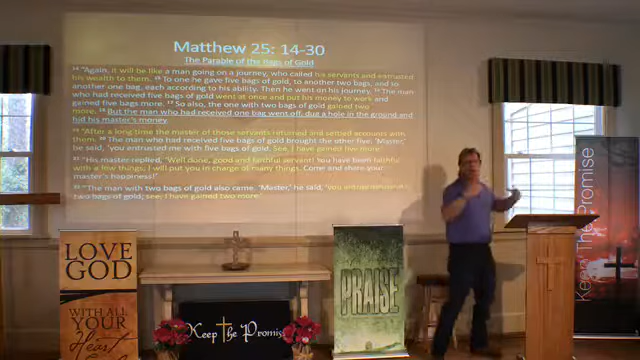 Matthew 25: 14-30
The Parable of the Bags of Gold
14 "Again, it will be like a man going on a journey, who called his servants and entrusted
his wealth to them. 15 To one he gave five bags of gold, to another two bags, and to
another one bag, each according to his ability. Then he went on his journey. 16 The man
who had received five bags of gold went at once and put his money to work and
gained five bags more. 17 So also, the one with two bags of gold gained two
more. 18 But the man who had received one bag went off, dug a hole in the ground and
hid his master's money.
19 "After a long time the master of those servants returned and settled accounts with
them. 20 The man who had received five bags of gold brought the other five. 'Master,'
he said, 'you entrusted me with five bags of gold. See, I have gained five more.'
21 "His master replied, 'Well done, good and faithful servant! You have been faithful
with a few things; I will put you in charge of many things. Come and share your
master's happiness!'
22 "The man with two bags of gold also came. 'Master,' he said, 'you entrusted me with
two bags of gold; see, I have gained two more.'
LOVE
GOD
WITH ALL
YOUR
Heart
PRAISE
Keep The Promise
Keep The Promise